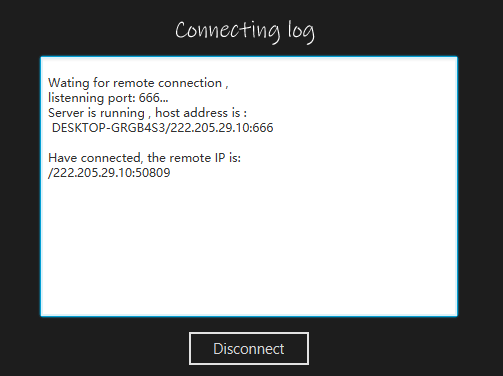 Connecting log
Wating for remote connection ,
listenning port: 666...
Server is running , host address is :
DESKTOP-GRGB4S3/222.205.29.10:666
Have connected, the remote IP is:
/222.205.29.10:50809
Disconnect